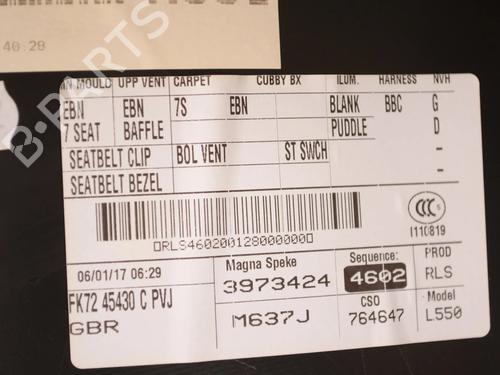 40:28
IN MOULD UPP VENT CARPET CUBBY BX ILUM. HARNESS NVH
EBN EBN 7S EBN BLANK BBC G
7 SEAT BAFFLE PUDDLE D
SEATBELT CLIP BOL VENT ST SWCH -
SEATBELT BEZEL -
RLS460200128000000
CCC S
I110819
06/01/17 06:29 Magna Speke Sequence: PROD
FK72 45430 C PVJ 3973424 4602 RLS
GBR M637J CSO Model
764647 L550
B-PARTS